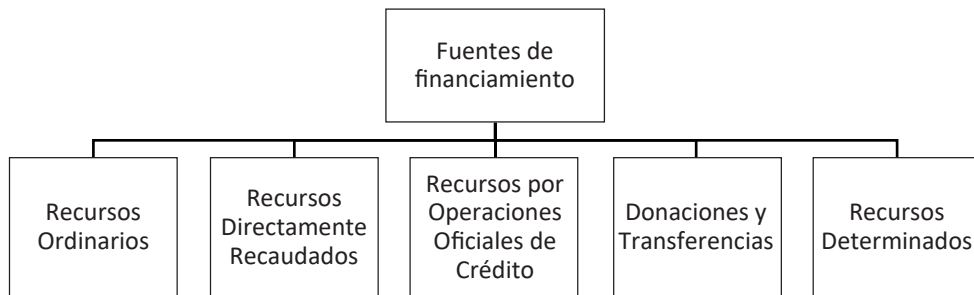 Fuentes de
financiamiento
Recursos
Ordinarios
Recursos
Directamente
Recaudados
Recursos por
Operaciones
Oficiales de
Crédito
Donaciones y
Transferencias
Recursos
Determinados